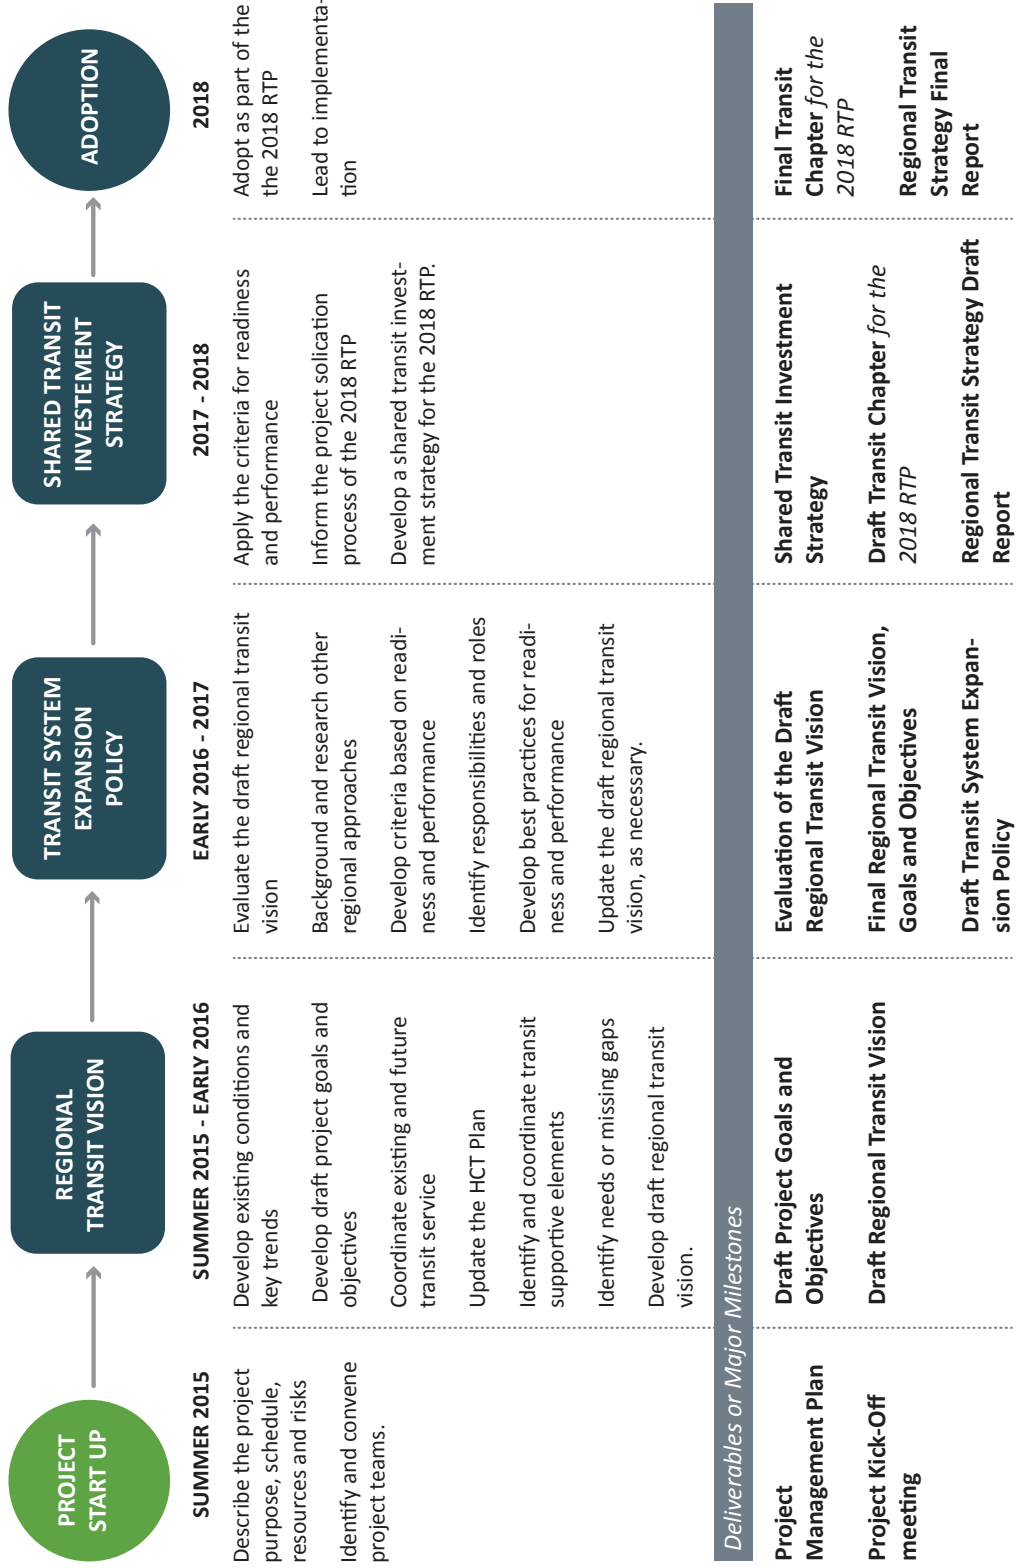 PROJECT
START UP
REGIONAL
TRANSIT VISION
TRANSIT SYSTEM
EXPANSION
POLICY
SHARED TRANSIT
INVESTEMENT
STRATEGY
ADOPTION
SUMMER 2015
Describe the project
purpose, schedule,
resources and risks
Identify and convene
project teams.
SUMMER 2015 - EARLY 2016
Develop existing conditions and
key trends
Develop draft project goals and
objectives
Coordinate existing and future
transit service
Update the HCT Plan
Identify and coordinate transit
supportive elements
Identify needs or missing gaps
Develop draft regional transit
vision.
EARLY 2016 - 2017
Evaluate the draft regional transit
vision
Background and research other
regional approaches
Develop criteria based on readi-
ness and performance
Identify responsibilities and roles
Develop best practices for readi-
ness and performance
Update the draft regional transit
vision, as necessary.
2017 - 2018
Apply the criteria for readiness
and performance
Inform the project solication
process of the 2018 RTP
Develop a shared transit invest-
ment strategy for the 2018 RTP.
2018
Adopt as part of the
the 2018 RTP
Lead to implementa-
tion
Deliverables or Major Milestones
Project
Management Plan
Project Kick-Off
meeting
Draft Project Goals and
Objectives
Draft Regional Transit Vision
Evaluation of the Draft
Regional Transit Vision
Final Regional Transit Vision,
Goals and Objectives
Draft Transit System Expan-
sion Policy
Shared Transit Investment
Strategy
Draft Transit Chapter for the
2018 RTP
Regional Transit Strategy Draft
Report
Final Transit
Chapter for the
2018 RTP
Regional Transit
Strategy Final
Report